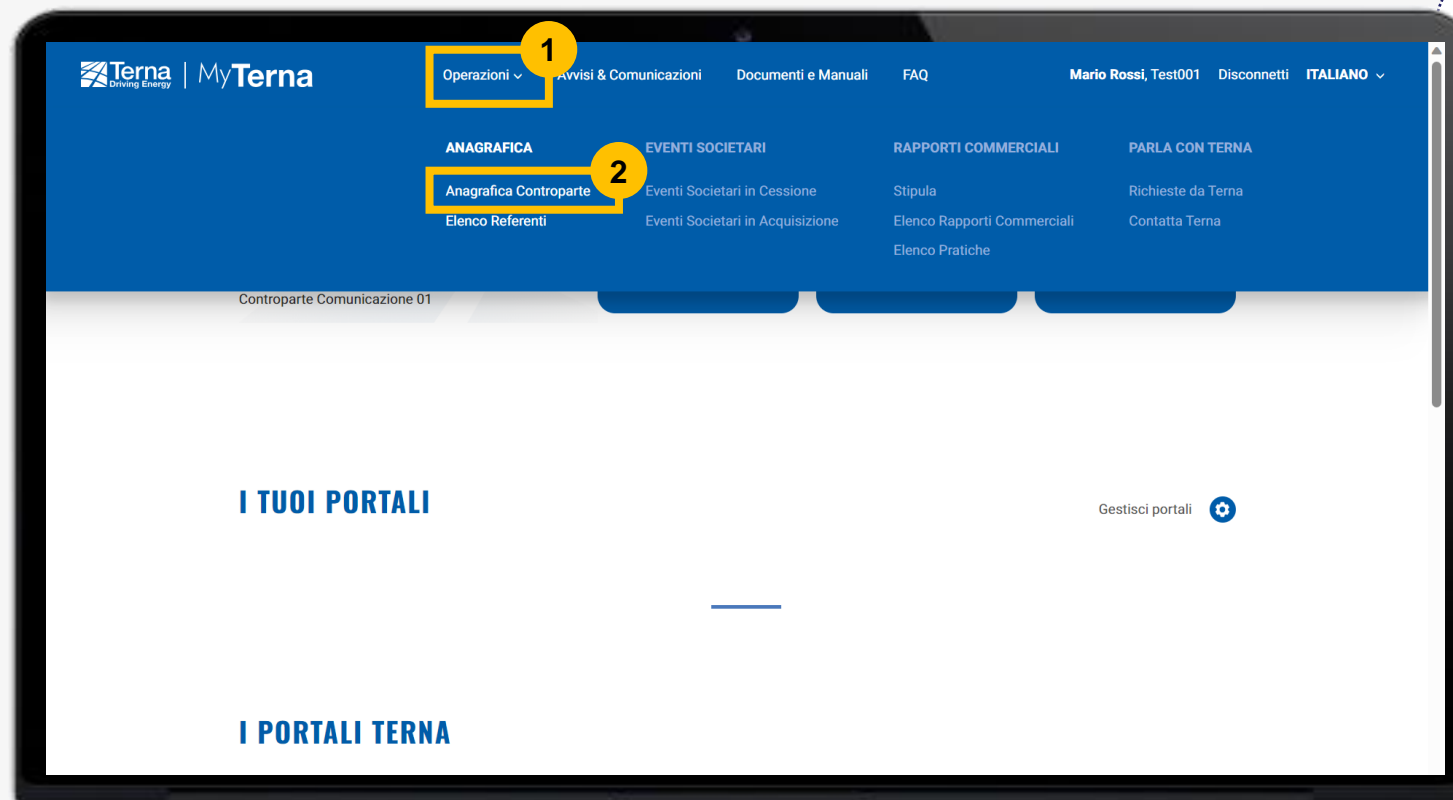 1
Terna
Driving Energy
MyTerna
Operazioni
Avvisi & Comunicazioni
Documenti e Manuali
FAQ
Mario Rossi, Test001
Disconnetti
ITALIANO
ANAGRAFICA
EVENTI SOCIETARI
RAPPORTI COMMERCIALI
PARLA CON TERNA
2
Anagrafica Controparte
Eventi Societari in Cessione
Stipula
Richieste da Terna
Elenco Referenti
Eventi Societari in Acquisizione
Elenco Rapporti Commerciali
Contatta Terna
Elenco Pratiche
Controparte Comunicazione 01
I TUOI PORTALI
Gestisci portali
I PORTALI TERNA